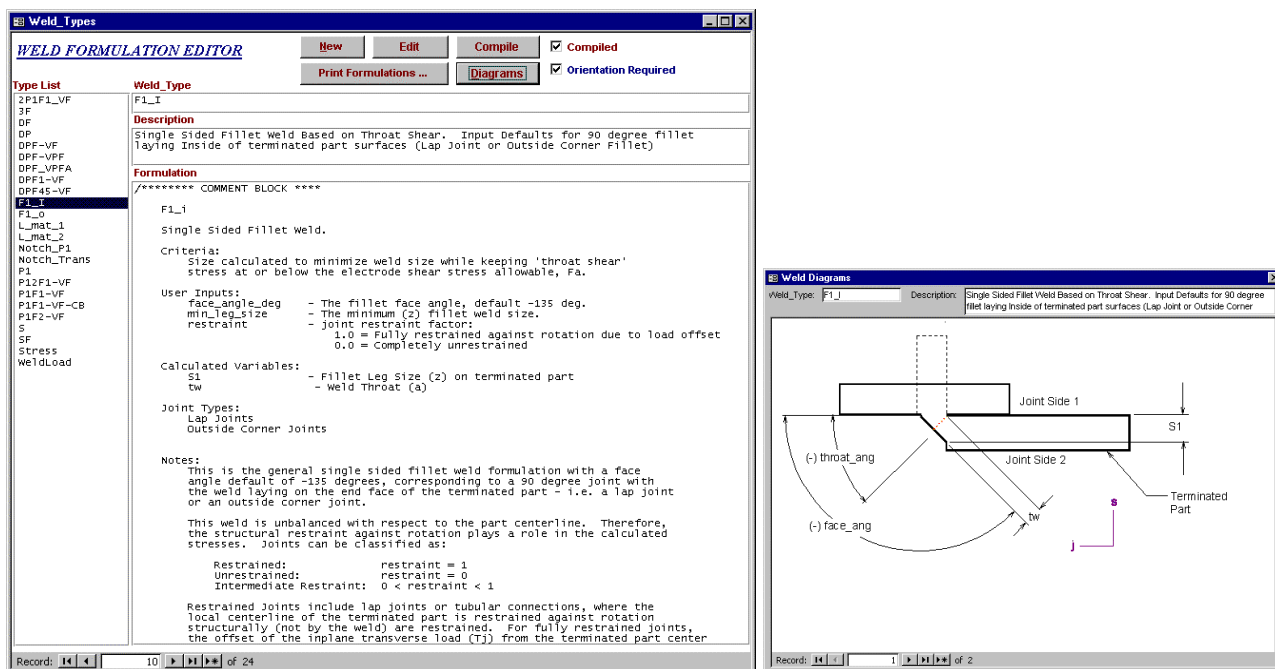 Weld_Types
WELD FORMULATION EDITOR
New
Edit
Compile
Compiled
Print Formulations ...
Diagrams
Orientation Required
Type List
2P1F1_VF
3F
DF
DP
DPF-VF
DPF-VPF
DPF_VPFA
DPF1-VF
DPF45-VF
F1_I
F1_o
L_mat_1
L_mat_2
Notch_P1
Notch_Trans
P1
P12F1-VF
P1F1-VF
P1F1-VF-CB
P1F2-VF
S
SF
Stress
WeldLoad
Weld_Type
F1_I
Description
Single Sided Fillet Weld Based on Throat Shear.  Input Defaults for 90 degree fillet
laying Inside of terminated part surfaces (Lap Joint or Outside Corner Fillet)
Formulation
/******** COMMENT BLOCK ****
F1_i
Single Sided Fillet Weld.
Criteria:
Size calculated to minimize weld size while keeping 'throat shear'
stress at or below the electrode shear stress allowable, Fa.
User Inputs:
face_angle_deg - The fillet face angle, default -135 deg.
min_leg_size - The minimum (z) fillet weld size.
restraint - joint restraint factor:
1.0 = Fully restrained against rotation due to load offset
0.0 = Completely unrestrained
Calculated Variables:
S1 - Fillet Leg Size (z) on terminated part
tw - Weld Throat (a)
Joint Types:
Lap Joints
Outside Corner Joints
Notes:
This is the general single sided fillet weld formulation with a face
angle default of -135 degrees, corresponding to a 90 degree joint with
the weld laying on the end face of the terminated part - i.e. a lap joint
or an outside corner joint.
This weld is unbalanced with respect to the part centerline.  Therefore,
the structural restraint against rotation plays a role in the calculated
stresses.  Joints can be classified as:
Restrained: restraint = 1
Unrestrained: restraint = 0
Intermediate Restraint: 0 < restraint < 1
Restrained Joints include lap joints or tubular connections, where the
local centerline of the terminated part is restrained against rotation
structurally (not by the weld) are restrained.  For fully restrained joints,
the offset of the inplane transverse load (Tj) from the terminated part center
Record: 10 of 24
Weld Diagrams
Weld_Type: F1_I
Description: Single Sided Fillet Weld Based on Throat Shear.  Input Defaults for 90 degree
fillet laying Inside of terminated part surfaces (Lap Joint or Outside Corner
Joint Side 1
S1
(-) throat_ang
Joint Side 2
Terminated
Part
s
tw
(-) face_ang
j
Record: 1 of 2